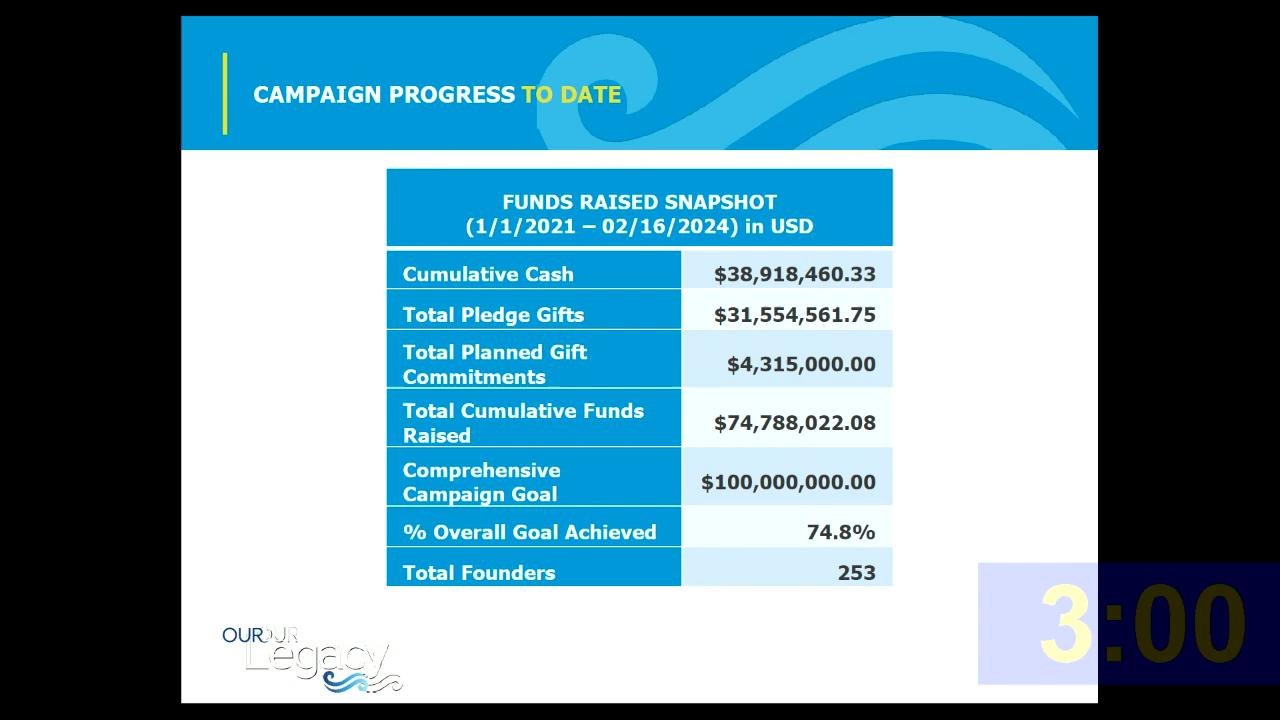 CAMPAIGN PROGRESS TO DATE
FUNDS RAISED SNAPSHOT
(1/1/2021 – 02/16/2024) in USD
Cumulative Cash $38,918,460.33
Total Pledge Gifts $31,554,561.75
Total Planned Gift
Commitments $4,315,000.00
Total Cumulative Funds
Raised $74,788,022.08
Comprehensive
Campaign Goal $100,000,000.00
% Overall Goal Achieved 74.8%
Total Founders 253
OUR
OUR
Legacy
3:00